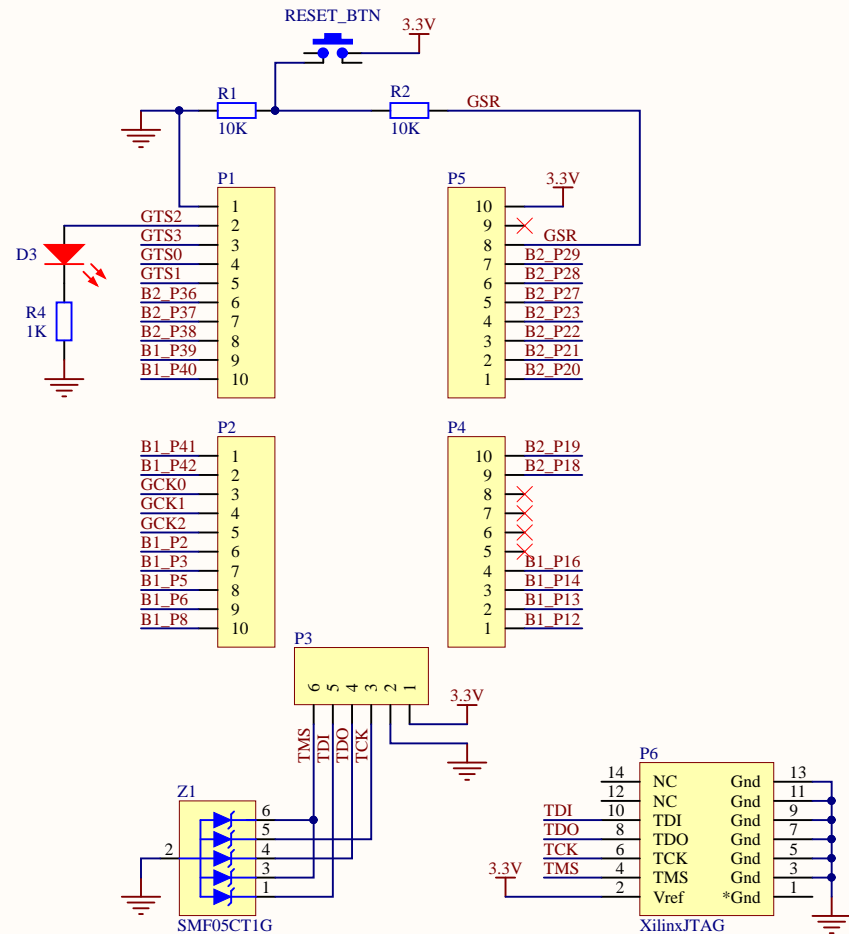 RESET_BTN
3.3V
R1
10K
R2
10K
GSR
P1
1
2
3
4
5
6
7
8
9
10
GTS2
GTS3
GTS0
GTS1
B2_P36
B2_P37
B2_P38
B1_P39
B1_P40
D3
R4
1K
P5
10
9
8
7
6
5
4
3
2
1
3.3V
GSR
B2_P29
B2_P28
B2_P27
B2_P23
B2_P22
B2_P21
B2_P20
P2
1
2
3
4
5
6
7
8
9
10
B1_P41
B1_P42
GCK0
GCK1
GCK2
B1_P2
B1_P3
B1_P5
B1_P6
B1_P8
P4
10
9
8
7
6
5
4
3
2
1
B2_P19
B2_P18
B1_P16
B1_P14
B1_P13
B1_P12
P3
6
5
4
3
2
1
3.3V
TMS
TDI
TDO
TCK
Z1
2
6
5
4
3
1
SMF05CT1G
P6
14 NC Gnd 13
12 NC Gnd 11
TDI 10 TDI Gnd 9
TDO 8 TDO Gnd 7
TCK 6 TCK Gnd 5
TMS 4 TMS Gnd 3
3.3V 2 Vref *Gnd 1
XilinxJTAG